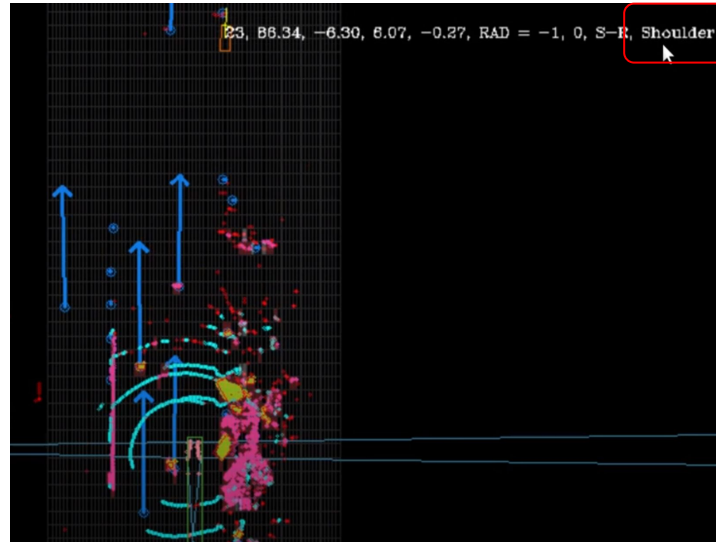 23, 86.34, -6.30, 6.07, -0.27, RAD = -1, 0, S-R, Shoulder